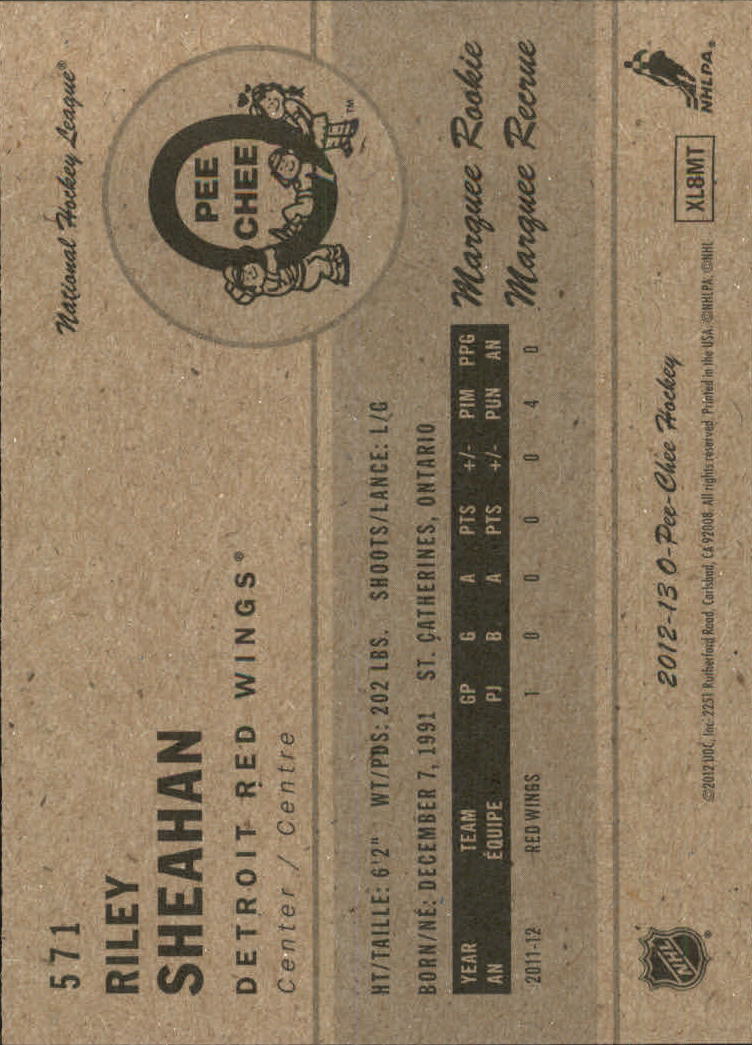 571
RILEY
SHEAHAN
DETROIT RED WINGS®
Center / Centre
National Hockey League®
PEE
CHEE
TM
HT/TAILLE: 6'2" WT/PDS: 202 LBS. SHOOTS/LANCE: L/G
BORN/NÉ: DECEMBER 7, 1991 ST. CATHERINES, ONTARIO
Marquee Rookie
Marquee Recrue
YEAR TEAM GP G A PTS +/- PIM PPG
AN ÉQUIPE PJ B A PTS +/- PUN AN
2011-12 RED WINGS 1 0 0 0 0 4 0
NHL
®
2012-13 O-Pee-Chee Hockey
©2012 UDC, Inc. 2251 Rutherford Road, Carlsbad, CA 92008. All rights reserved. Printed in the USA. ©NHLPA. ©NHL
XL8MT
NHLPA®